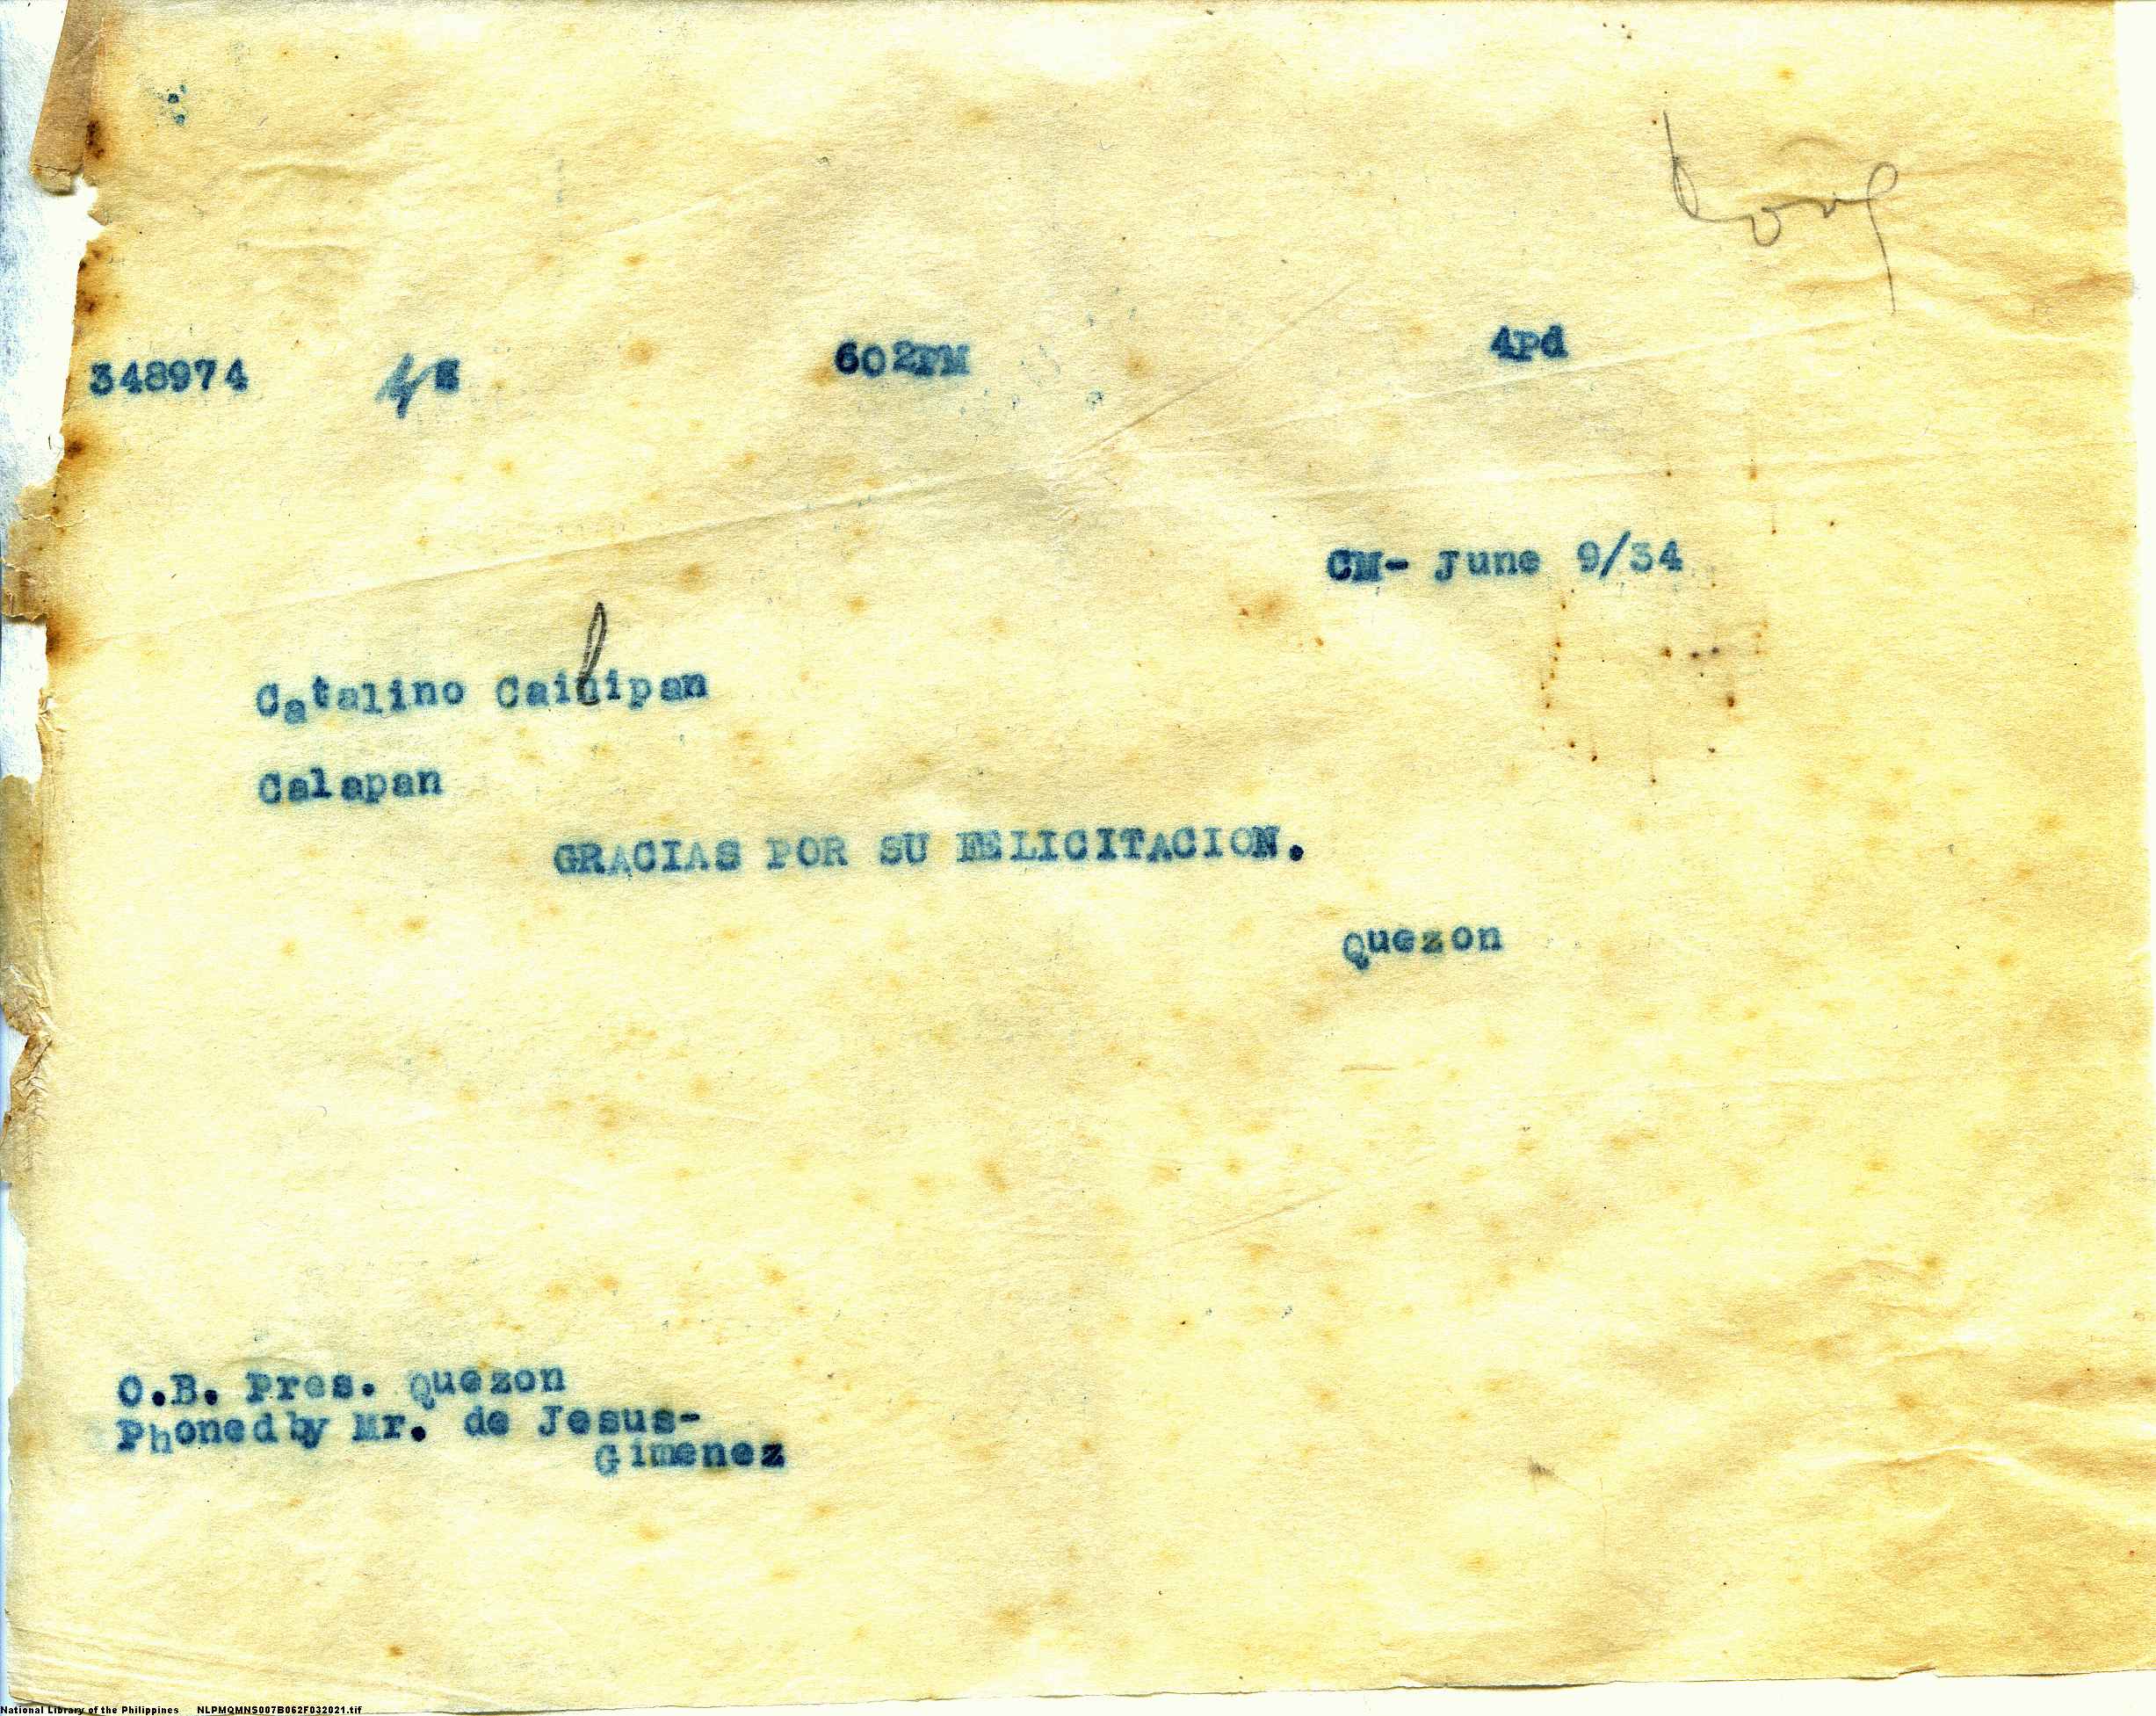 348974 602PM 4Pd
CM- June 9/34
Catalino Cailipan
Calapan
GRACIAS POR SU FELICITACION.
Quezon
O.B. Pres. Quezon
Phoned by Mr. de Jesus-
Gimenez
National Library of the Philippines NLPMQMNS007B062F032021.tif